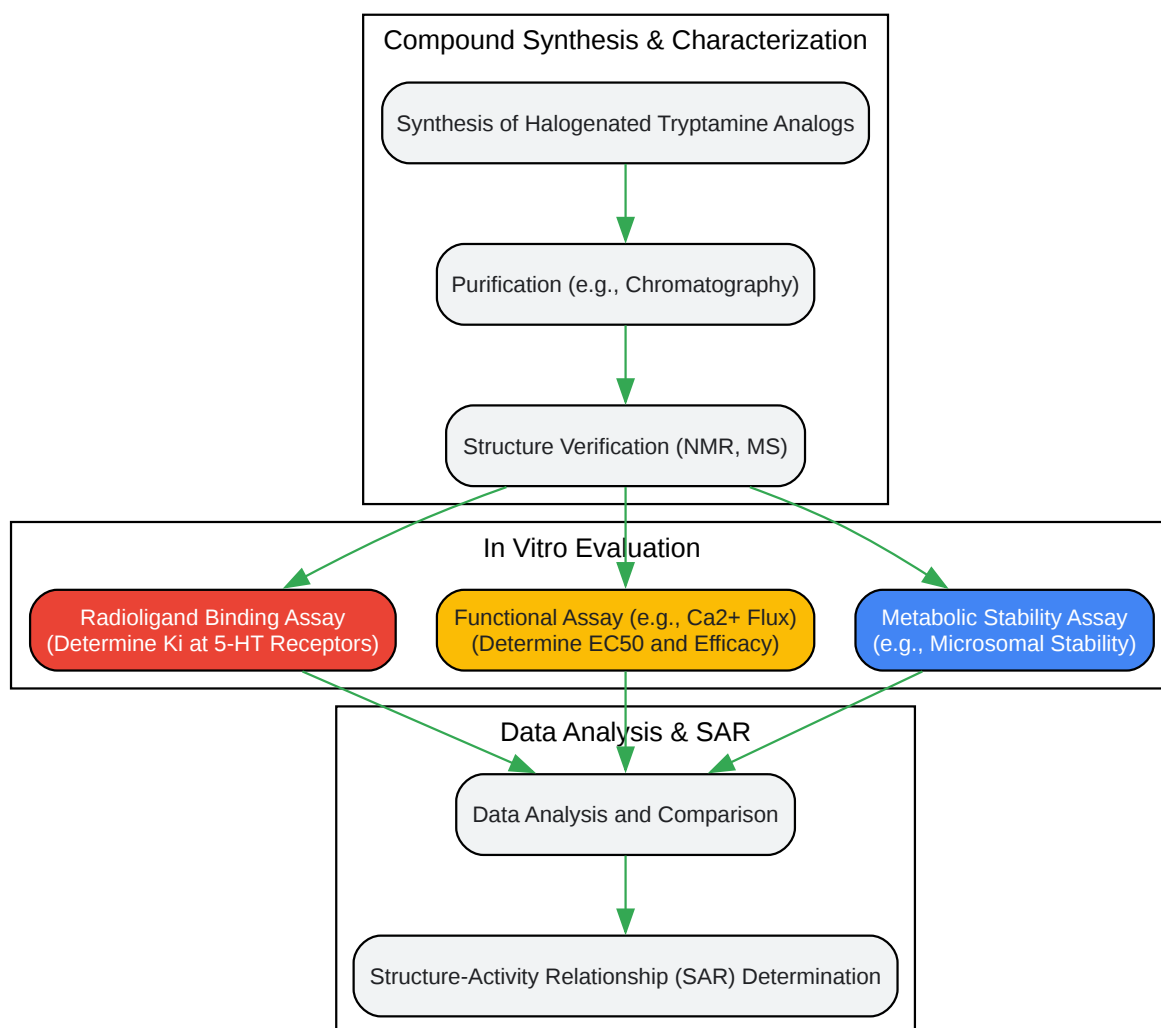 Compound Synthesis & Characterization
Synthesis of Halogenated Tryptamine Analogs
Purification (e.g., Chromatography)
Structure Verification (NMR, MS)
In Vitro Evaluation
Radioligand Binding Assay
(Determine Ki at 5-HT Receptors)
Functional Assay (e.g., Ca2+ Flux)
(Determine EC50 and Efficacy)
Metabolic Stability Assay
(e.g., Microsomal Stability)
Data Analysis & SAR
Data Analysis and Comparison
Structure-Activity Relationship (SAR) Determination